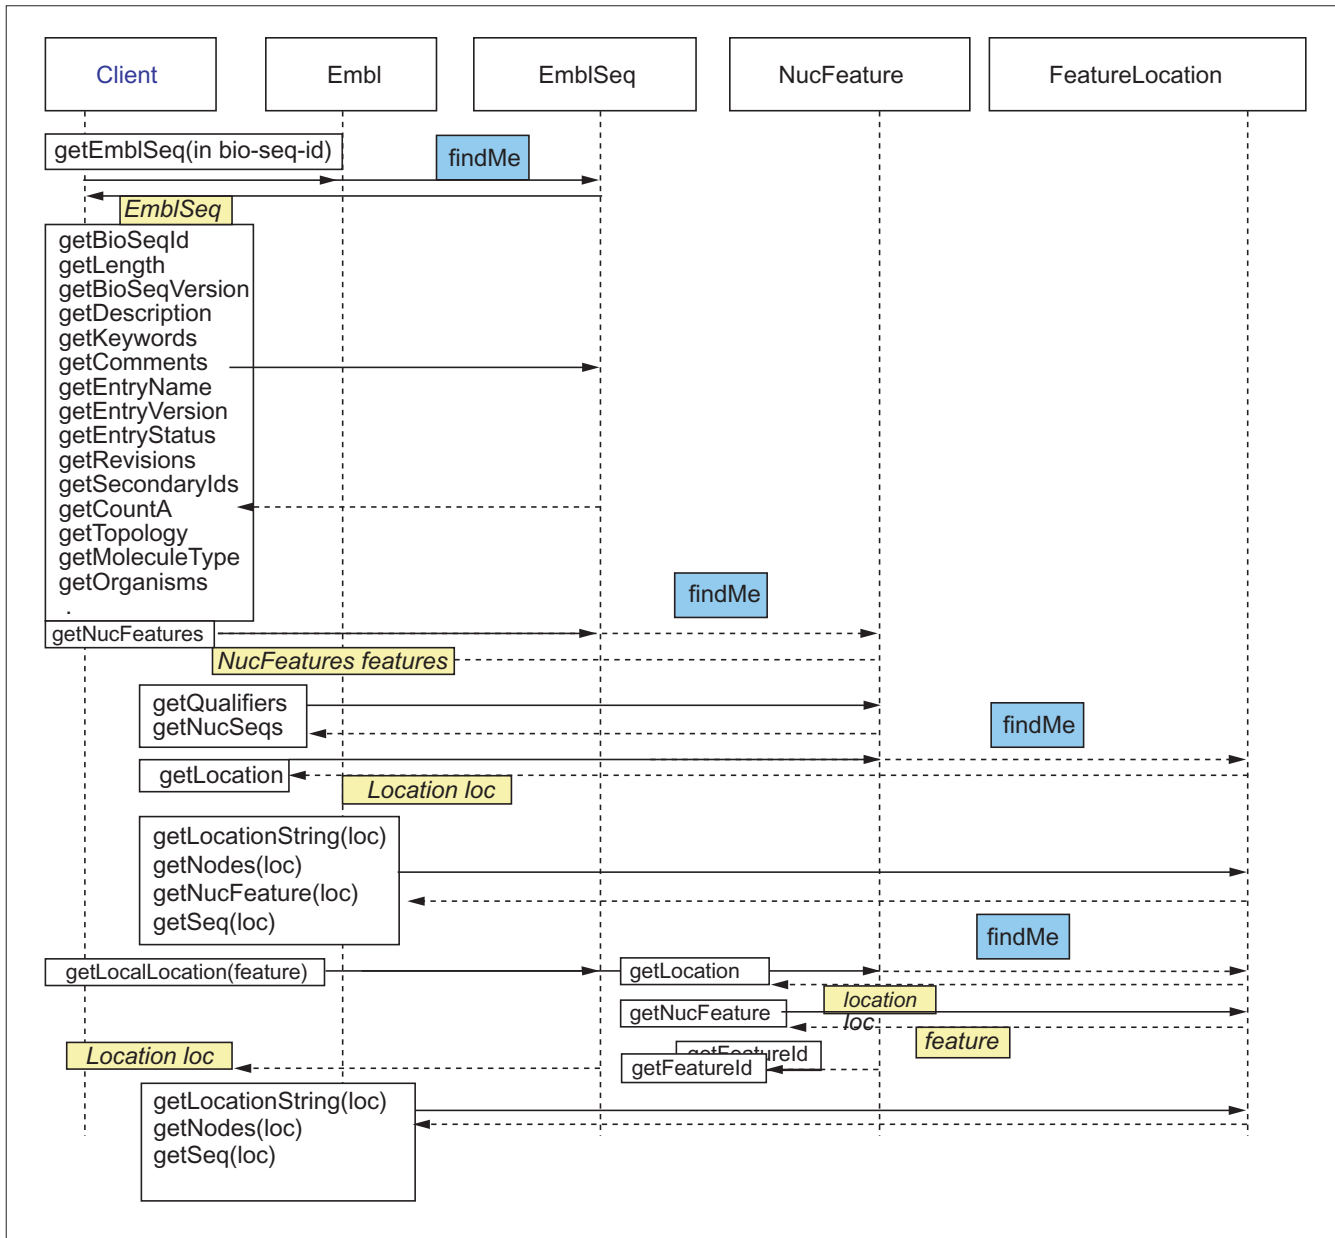 Client
Embl
EmblSeq
NucFeature
FeatureLocation
getEmblSeq(in bio-seq-id)
findMe
EmblSeq
getBioSeqId
getLength
getBioSeqVersion
getDescription
getKeywords
getComments
getEntryName
getEntryVersion
getEntryStatus
getRevisions
getSecondaryIds
getCountA
getTopology
getMoleculeType
getOrganisms
.
findMe
getNucFeatures
NucFeatures features
getQualifiers
getNucSeqs
findMe
getLocation
Location loc
getLocationString(loc)
getNodes(loc)
getNucFeature(loc)
getSeq(loc)
findMe
getLocalLocation(feature)
getLocation
location
loc
getNucFeature
feature
getFeatureId
getFeatureId
Location loc
getLocationString(loc)
getNodes(loc)
getSeq(loc)